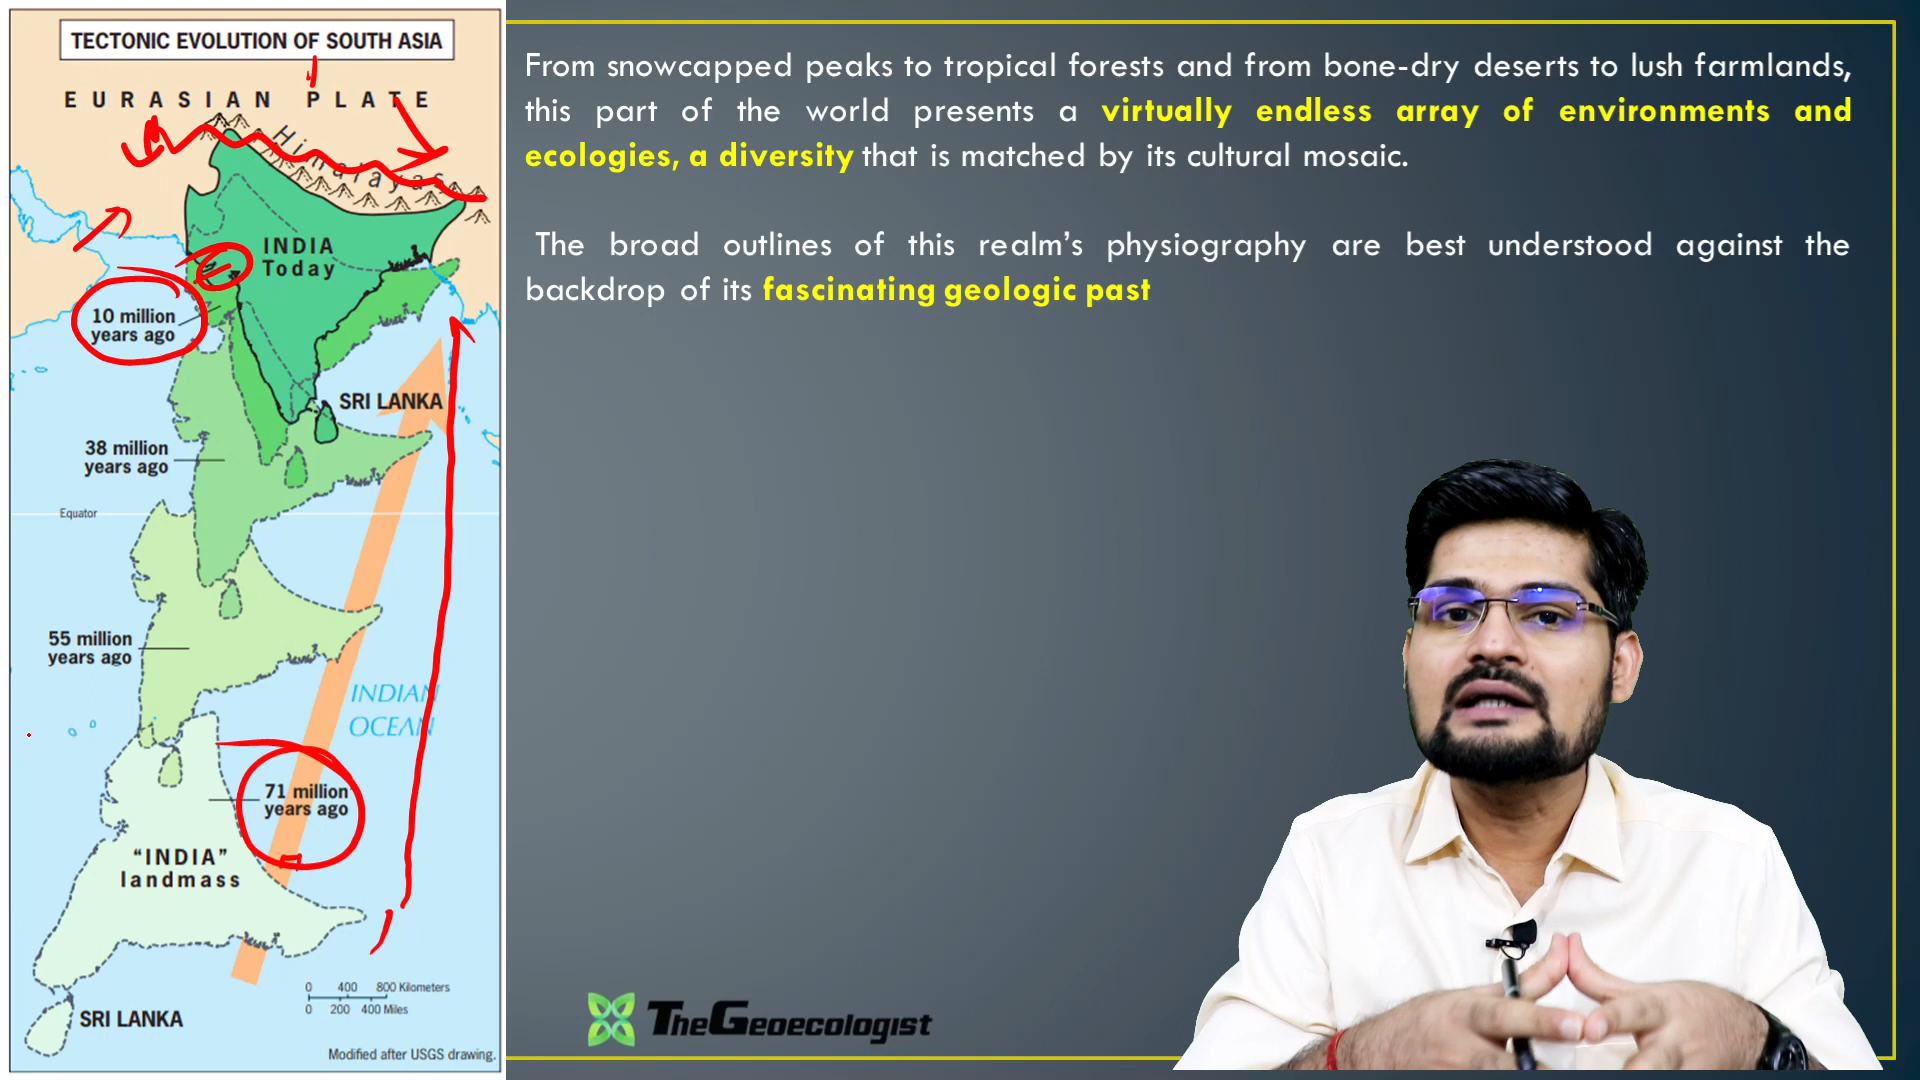 TECTONIC EVOLUTION OF SOUTH ASIA
EURASIAN PLATE
Himalayas
INDIA
Today
10 million
years ago
SRI LANKA
38 million
years ago
Equator
55 million
years ago
INDIAN
OCEAN
71 million
years ago
"INDIA"
landmass
0 400 800 Kilometers
0 200 400 Miles
SRI LANKA
Modified after USGS drawing.
From snowcapped peaks to tropical forests and from bone-dry deserts to lush farmlands,
this part of the world presents a virtually endless array of environments and
ecologies, a diversity that is matched by its cultural mosaic.
The broad outlines of this realm’s physiography are best understood against the
backdrop of its fascinating geologic past
TheGeoecologist